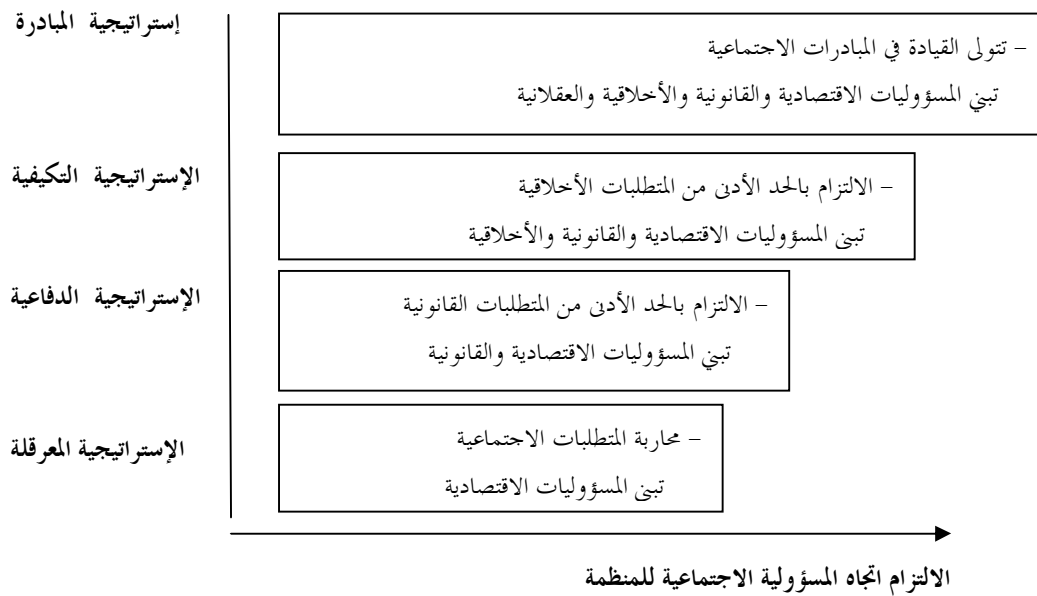 إستراتيجية المبادرة
– تتولى القيادة في المبادرات الاجتماعية
تبني المسؤوليات الاقتصادية والقانونية والأخلاقية والعقلانية
الإستراتيجية التكيفية
– الالتزام بالحد الأدنى من المتطلبات الأخلاقية
تبنى المسؤوليات الاقتصادية والقانونية والأخلاقية
الإستراتيجية الدفاعية
– الالتزام بالحد الأدنى من المتطلبات القانونية
تبني المسؤوليات الاقتصادية والقانونية
الإستراتيجية المعرقلة
– محاربة المتطلبات الاجتماعية
تبنى المسؤوليات الاقتصادية
الالتزام اتجاه المسؤولية الاجتماعية للمنظمة